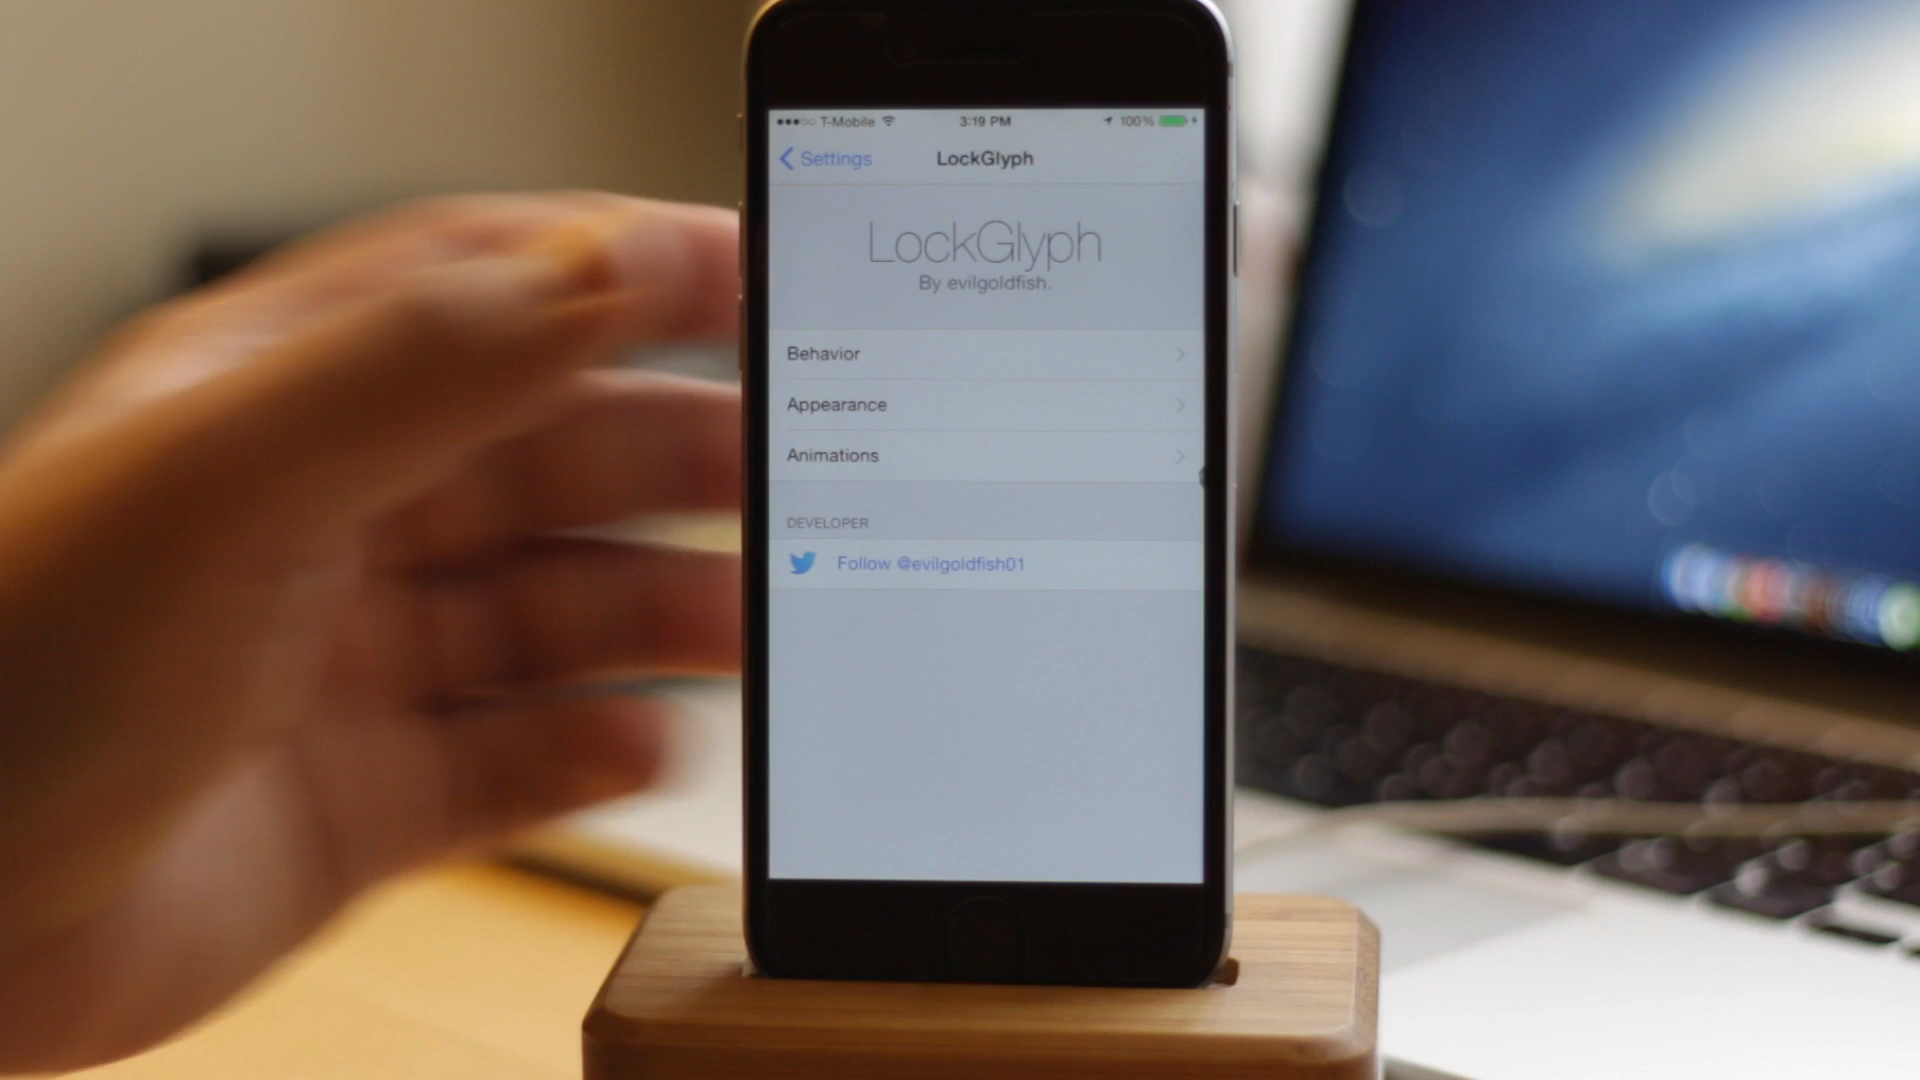 T-Mobile 3:19 PM 100%
Settings LockGlyph
LockGlyph
By evilgoldfish.
Behavior
Appearance
Animations
DEVELOPER
Follow @evilgoldfish01